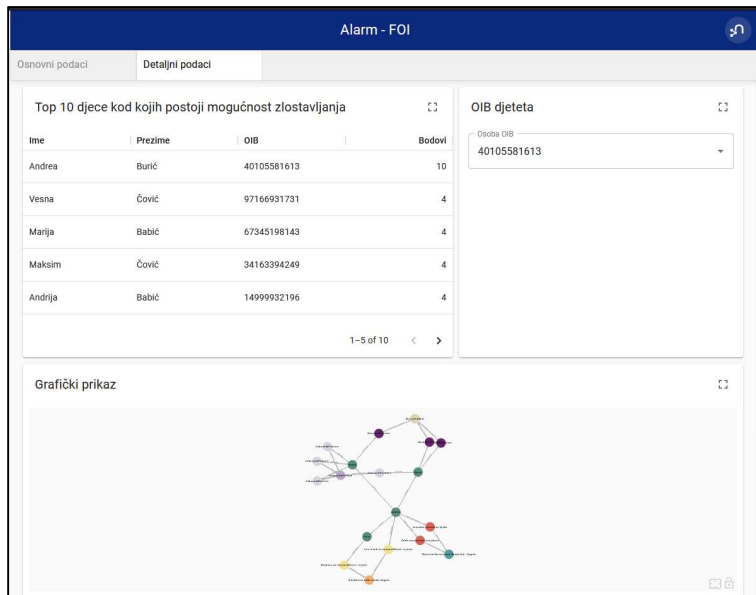 Alarm - FOI
Osnovni podaci Detaljni podaci
Top 10 djece kod kojih postoji mogućnost zlostavljanja
OIB djeteta
Ime Prezime OIB Bodovi
Osoba OIB
40105581613
Andrea Burić 40105581613 10
Vesna Čović 97166931731 4
Marija Babić 67345198143 4
Maksim Čović 34163394249 4
Andrija Babić 14999932196 4
1–5 of 10
Grafički prikaz